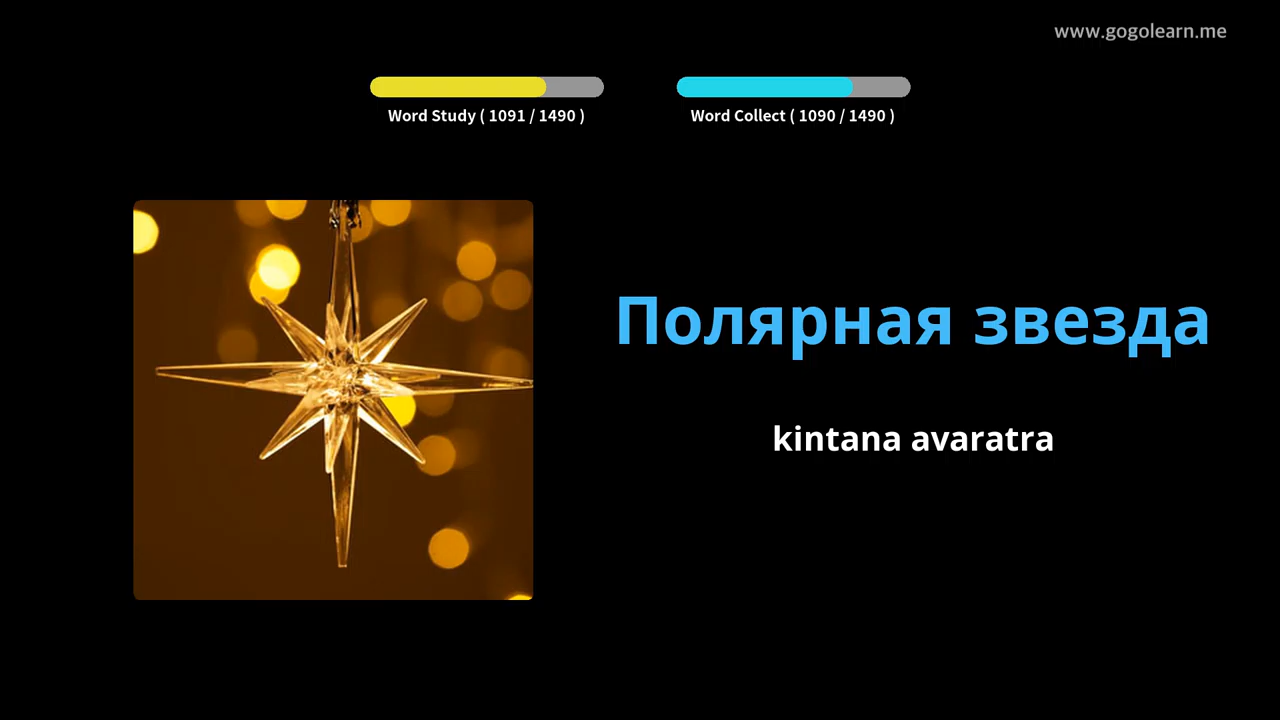 www.gogolearn.me
Word Study ( 1091 / 1490 )
Word Collect ( 1090 / 1490 )
Полярная звезда
kintana avaratra